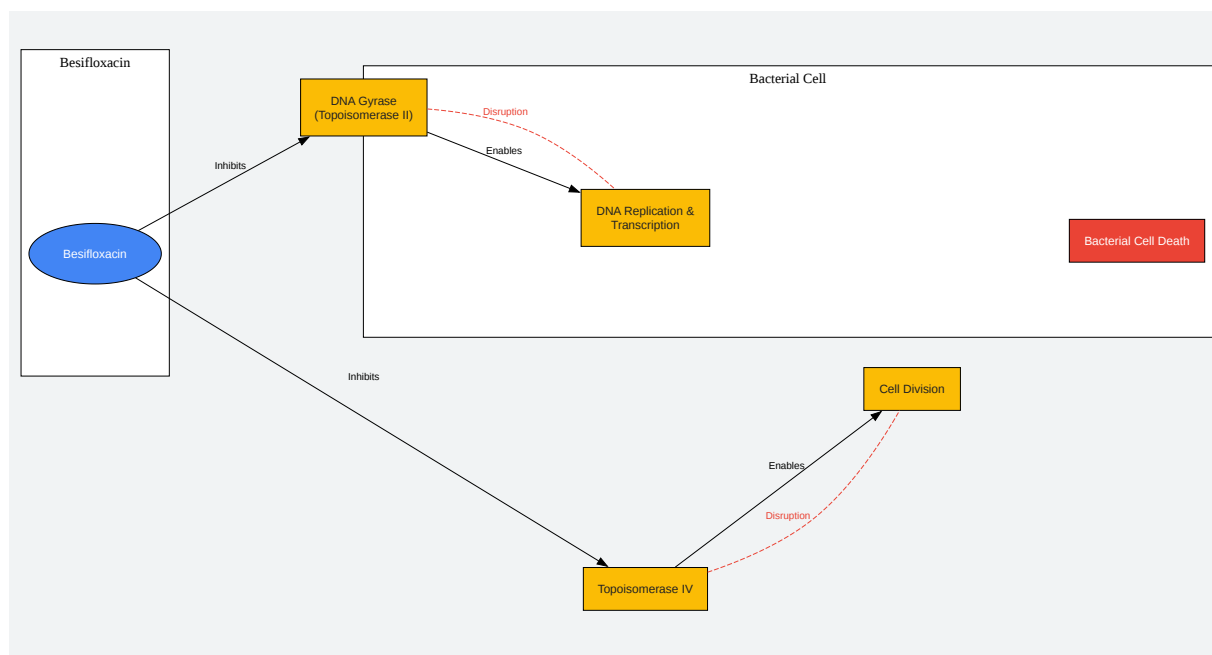 Besifloxacin
Bacterial Cell
DNA Gyrase
(Topoisomerase II)
Disruption
Enables
Inhibits
DNA Replication &
Transcription
Besifloxacin
Bacterial Cell Death
Inhibits
Cell Division
Enables
Disruption
Topoisomerase IV